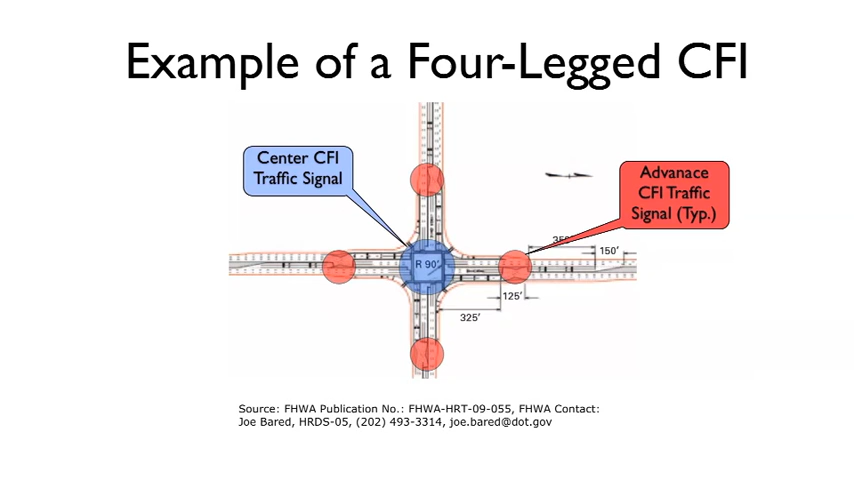 Example of a Four-Legged CFI
Center CFI
Traffic Signal
Advanace
CFI Traffic
Signal (Typ.)
150'
R 90'
125'
325'
Source: FHWA Publication No.: FHWA-HRT-09-055, FHWA Contact:
Joe Bared, HRDS-05, (202) 493-3314, joe.bared@dot.gov